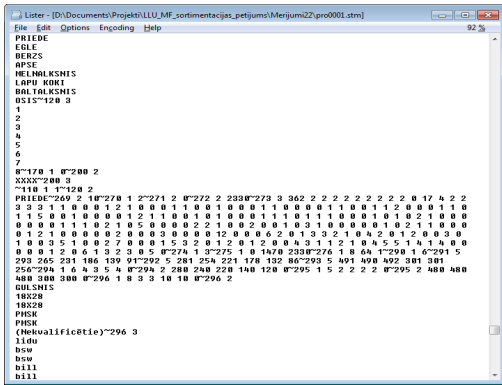 Lister - [D:\Documents\Projekti\LLU_MF_sortimentacijas_petijums\Merijumi22\pro0001.stm]
File Edit Options Encoding Help 92 %
PRIEDE
EGLE
BERZS
APSE
MELNALKSNIS
LAPU KOKI
BALTALKSNIS
OSIS~120 3
1
2
3
4
5
6
7
8~170 1 0~200 2
XXXX~200 3
~110 1 1~120 2
PRIEDE~269 2 10~270 1 2~271 2 0~272 2 2330~273 3 362 2 2 2 2 2 2 2 2 2 2 2 0 17 4 2 2
3 3 3 1 1 0 0 0 1 2 1 0 0 0 1 1 0 0 1 0 0 0 1 1 0 0 0 0 1 1 0 0 1 1 2 0 0 0 1 1 0
1 1 5 0 0 1 0 0 0 0 1 2 1 1 0 0 1 0 1 0 0 0 1 1 1 0 1 1 1 0 0 0 1 0 1 0 2 1 0 0 0
0 0 0 0 1 1 1 0 2 1 0 5 0 0 0 0 2 2 1 0 0 2 0 0 1 0 3 1 0 0 0 0 0 1 0 2 1 1 0 0 0
0 1 2 1 0 0 0 0 0 2 0 0 0 3 0 0 0 0 12 0 0 0 6 2 0 1 3 3 2 1 0 4 2 0 1 2 0 0 3 0
1 0 0 3 5 1 0 0 2 7 0 0 0 1 5 3 2 0 1 2 0 1 2 0 0 4 3 1 1 2 1 0 4 5 5 1 4 1 4 0 0
0 0 0 1 2 0 6 1 3 2 3 0 5 0~274 1 3~275 1 0 1470 2330~276 1 8 64 1~290 1 6~291 5
293 265 231 186 139 91~292 5 281 254 221 178 132 86~293 5 491 490 492 301 301
256~294 1 6 4 3 5 4 0~294 2 280 240 220 140 120 0~295 1 5 2 2 2 2 0~295 2 480 480
480 300 300 0~296 1 8 3 3 10 10 0~296 2
GULSNIS
18X28
18X28
PMSK
PMSK
(Nekvalificētie)~296 3
lidu
bsw
bsw
bill
bill